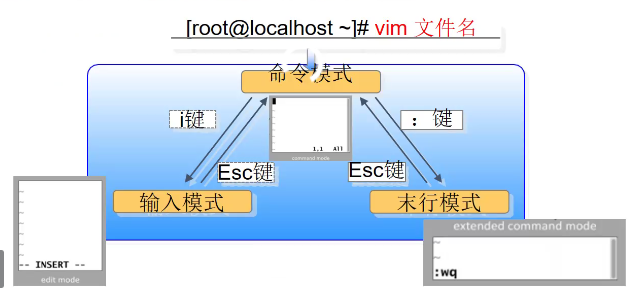 [root@localhost ~]# vim 文件名
命令模式
i键
: 键
1,1 All
command mode
Esc键
Esc键
输入模式
末行模式
-- INSERT --
edit mode
extended command mode
~
~
:wq